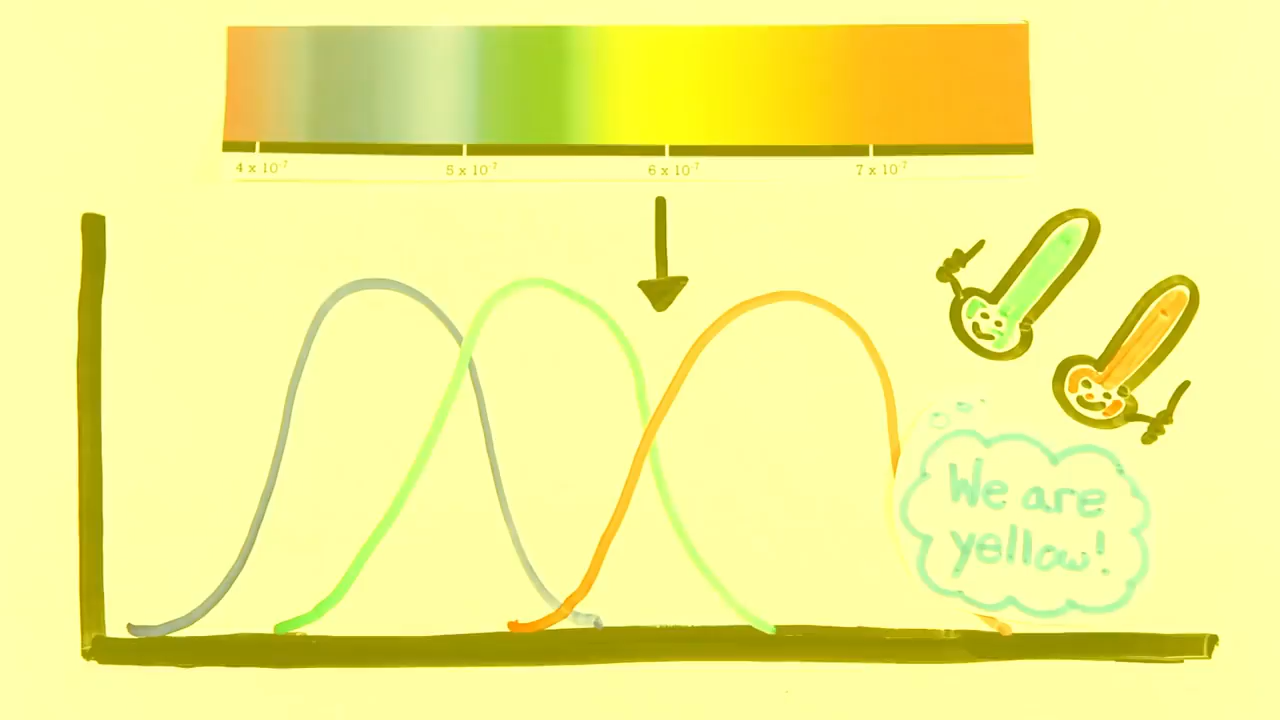 4 x 10⁻⁷ 5 x 10⁻⁷ 6 x 10⁻⁷ 7 x 10⁻⁷
We are
yellow!